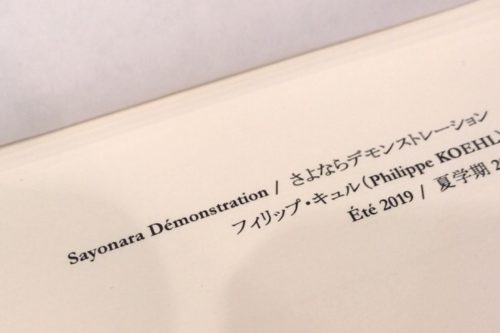 Sayonara Démonstration / さよならデモンストレーション
フィリップ・キュル（Philippe KOEHL
Été 2019 / 夏学期 2